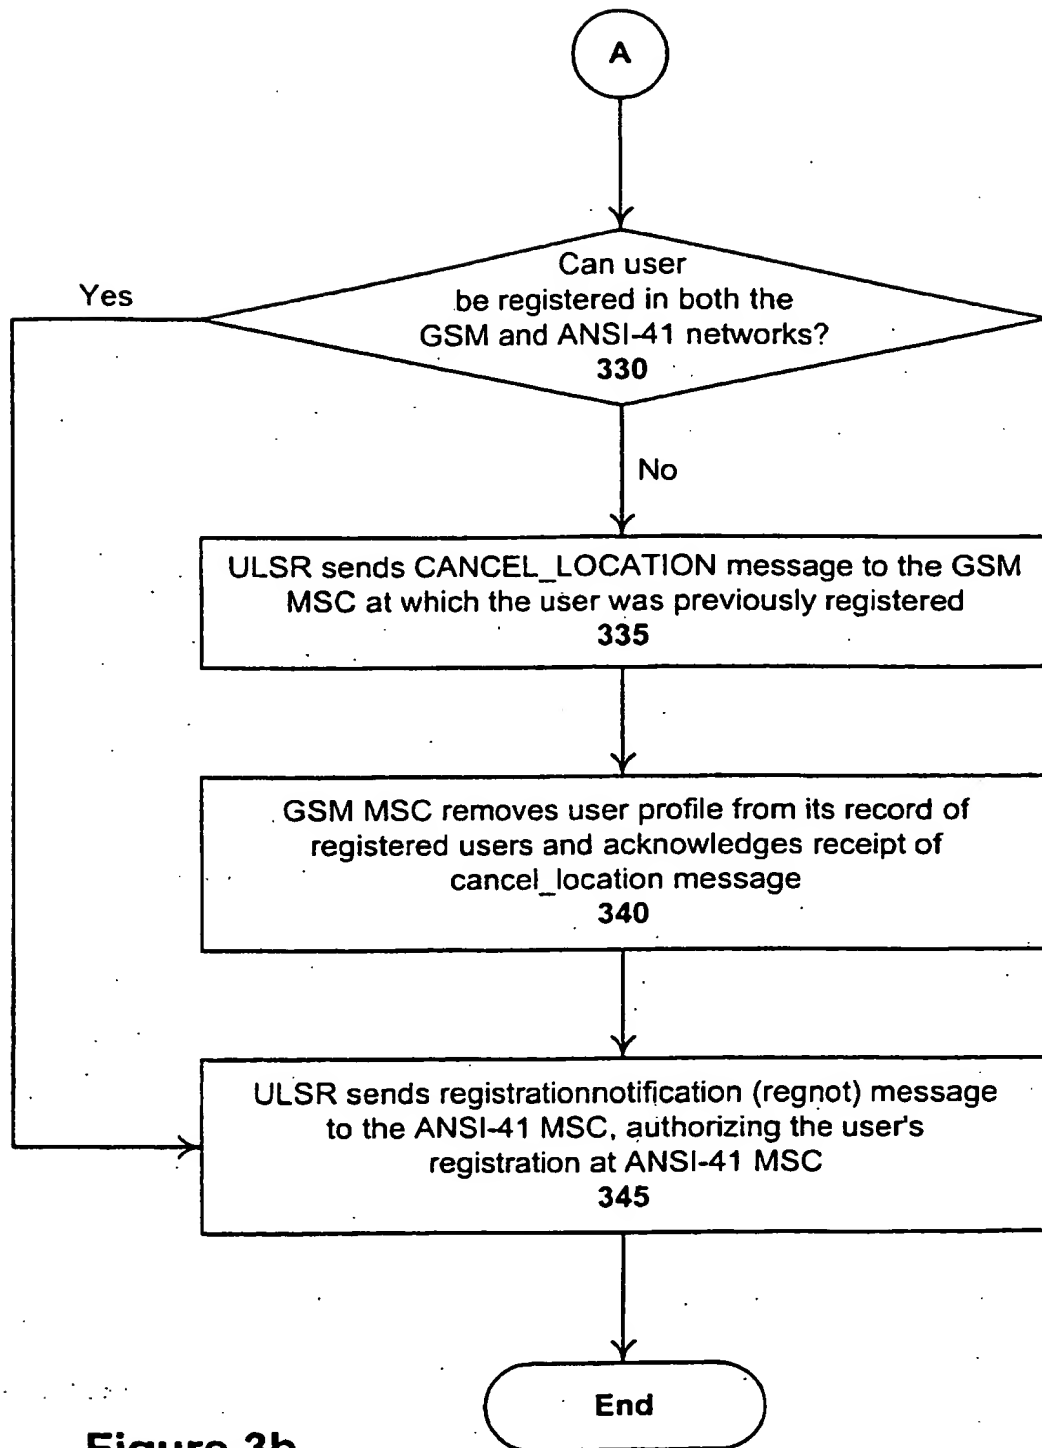 A
Can user
be registered in both the
GSM and ANSI-41 networks?
330
Yes
No
ULSR sends CANCEL_LOCATION message to the GSM
MSC at which the user was previously registered
335
GSM MSC removes user profile from its record of
registered users and acknowledges receipt of
cancel_location message
340
ULSR sends registrationnotification (regnot) message
to the ANSI-41 MSC, authorizing the user's
registration at ANSI-41 MSC
345
End
Figure 3b